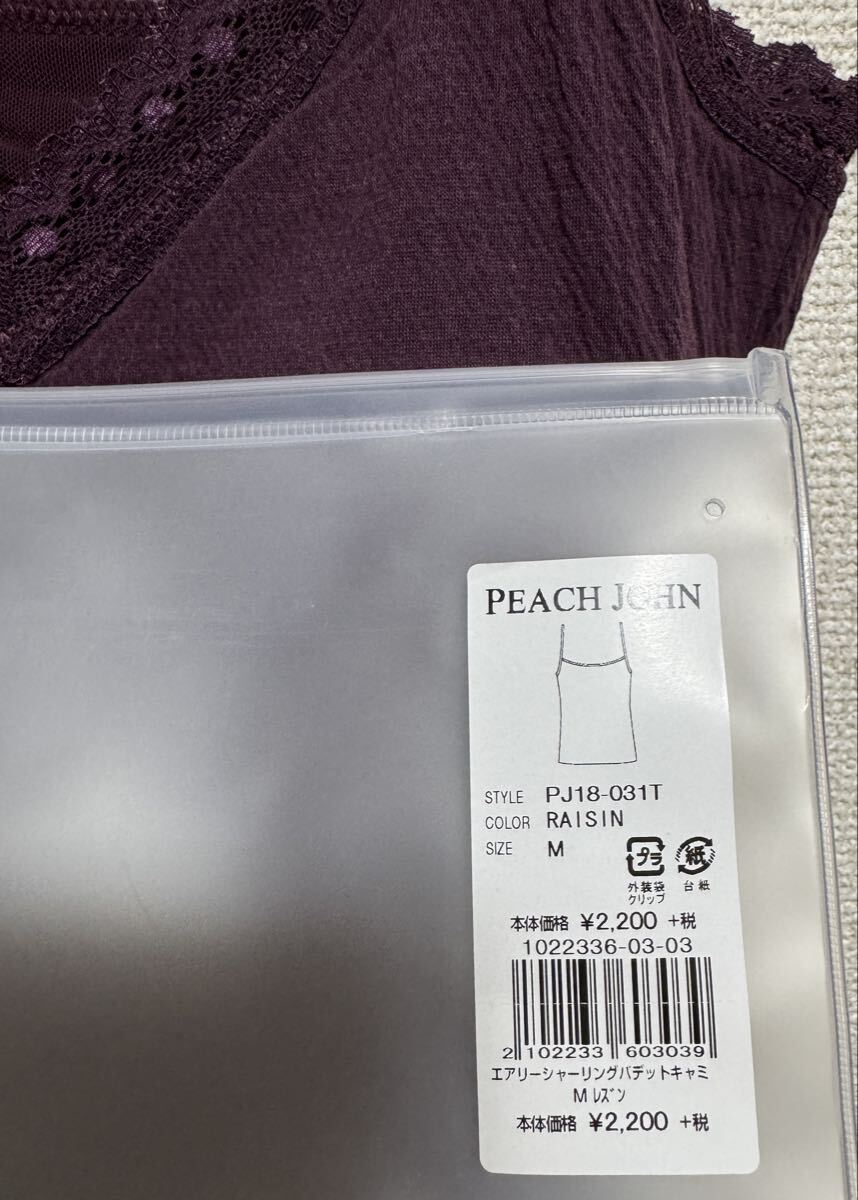 PEACH JOHN
STYLE PJ18-031T
COLOR RAISIN
SIZE M
プラ 紙
外装袋 台紙
クリップ
本体価格 ¥2,200 +税
1022336-03-03
2 102233 603039
エアリーシャーリングパデットキャミ
M レズン
本体価格 ¥2,200 +税